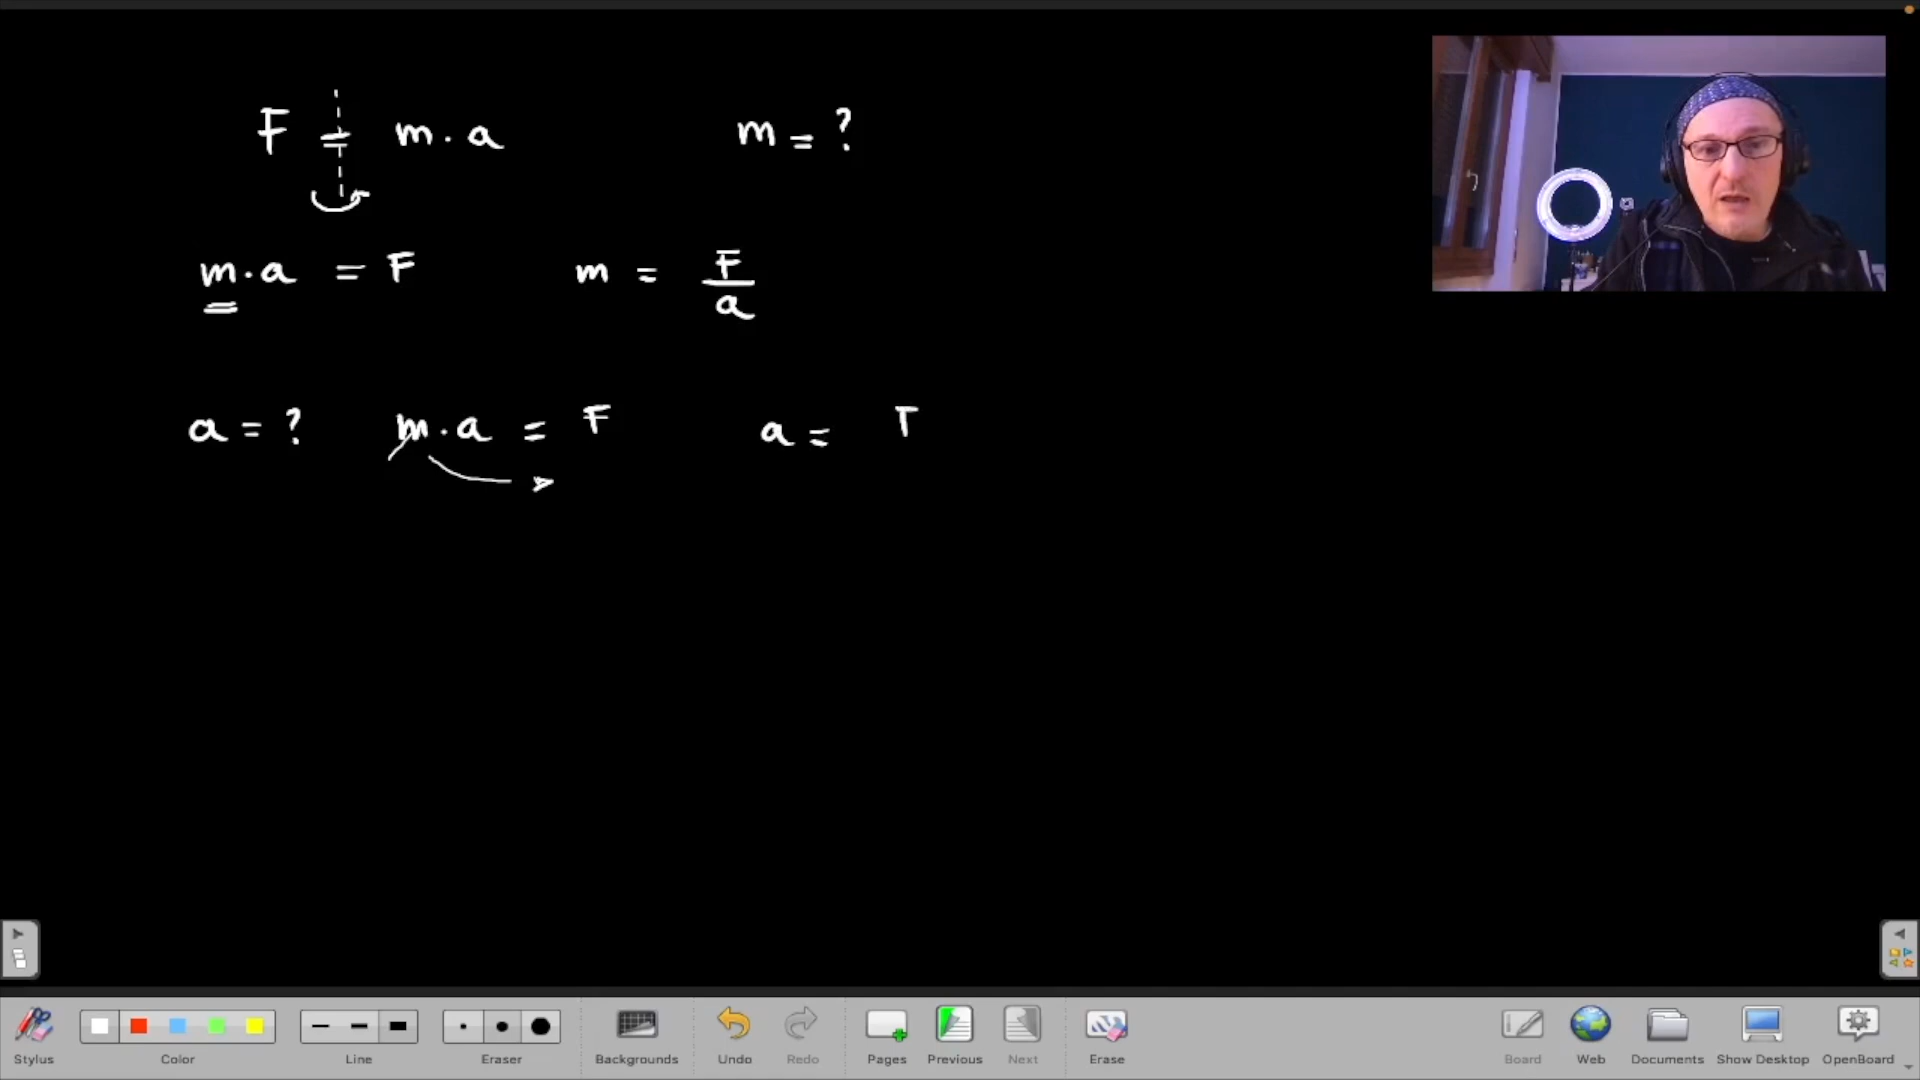 F = m . a m = ?
m . a = F m = F/a
a = ? m . a = F a =
Stylus Color Line Eraser Backgrounds Undo Redo Pages Previous Next Erase Board Web Documents Show Desktop OpenBoard